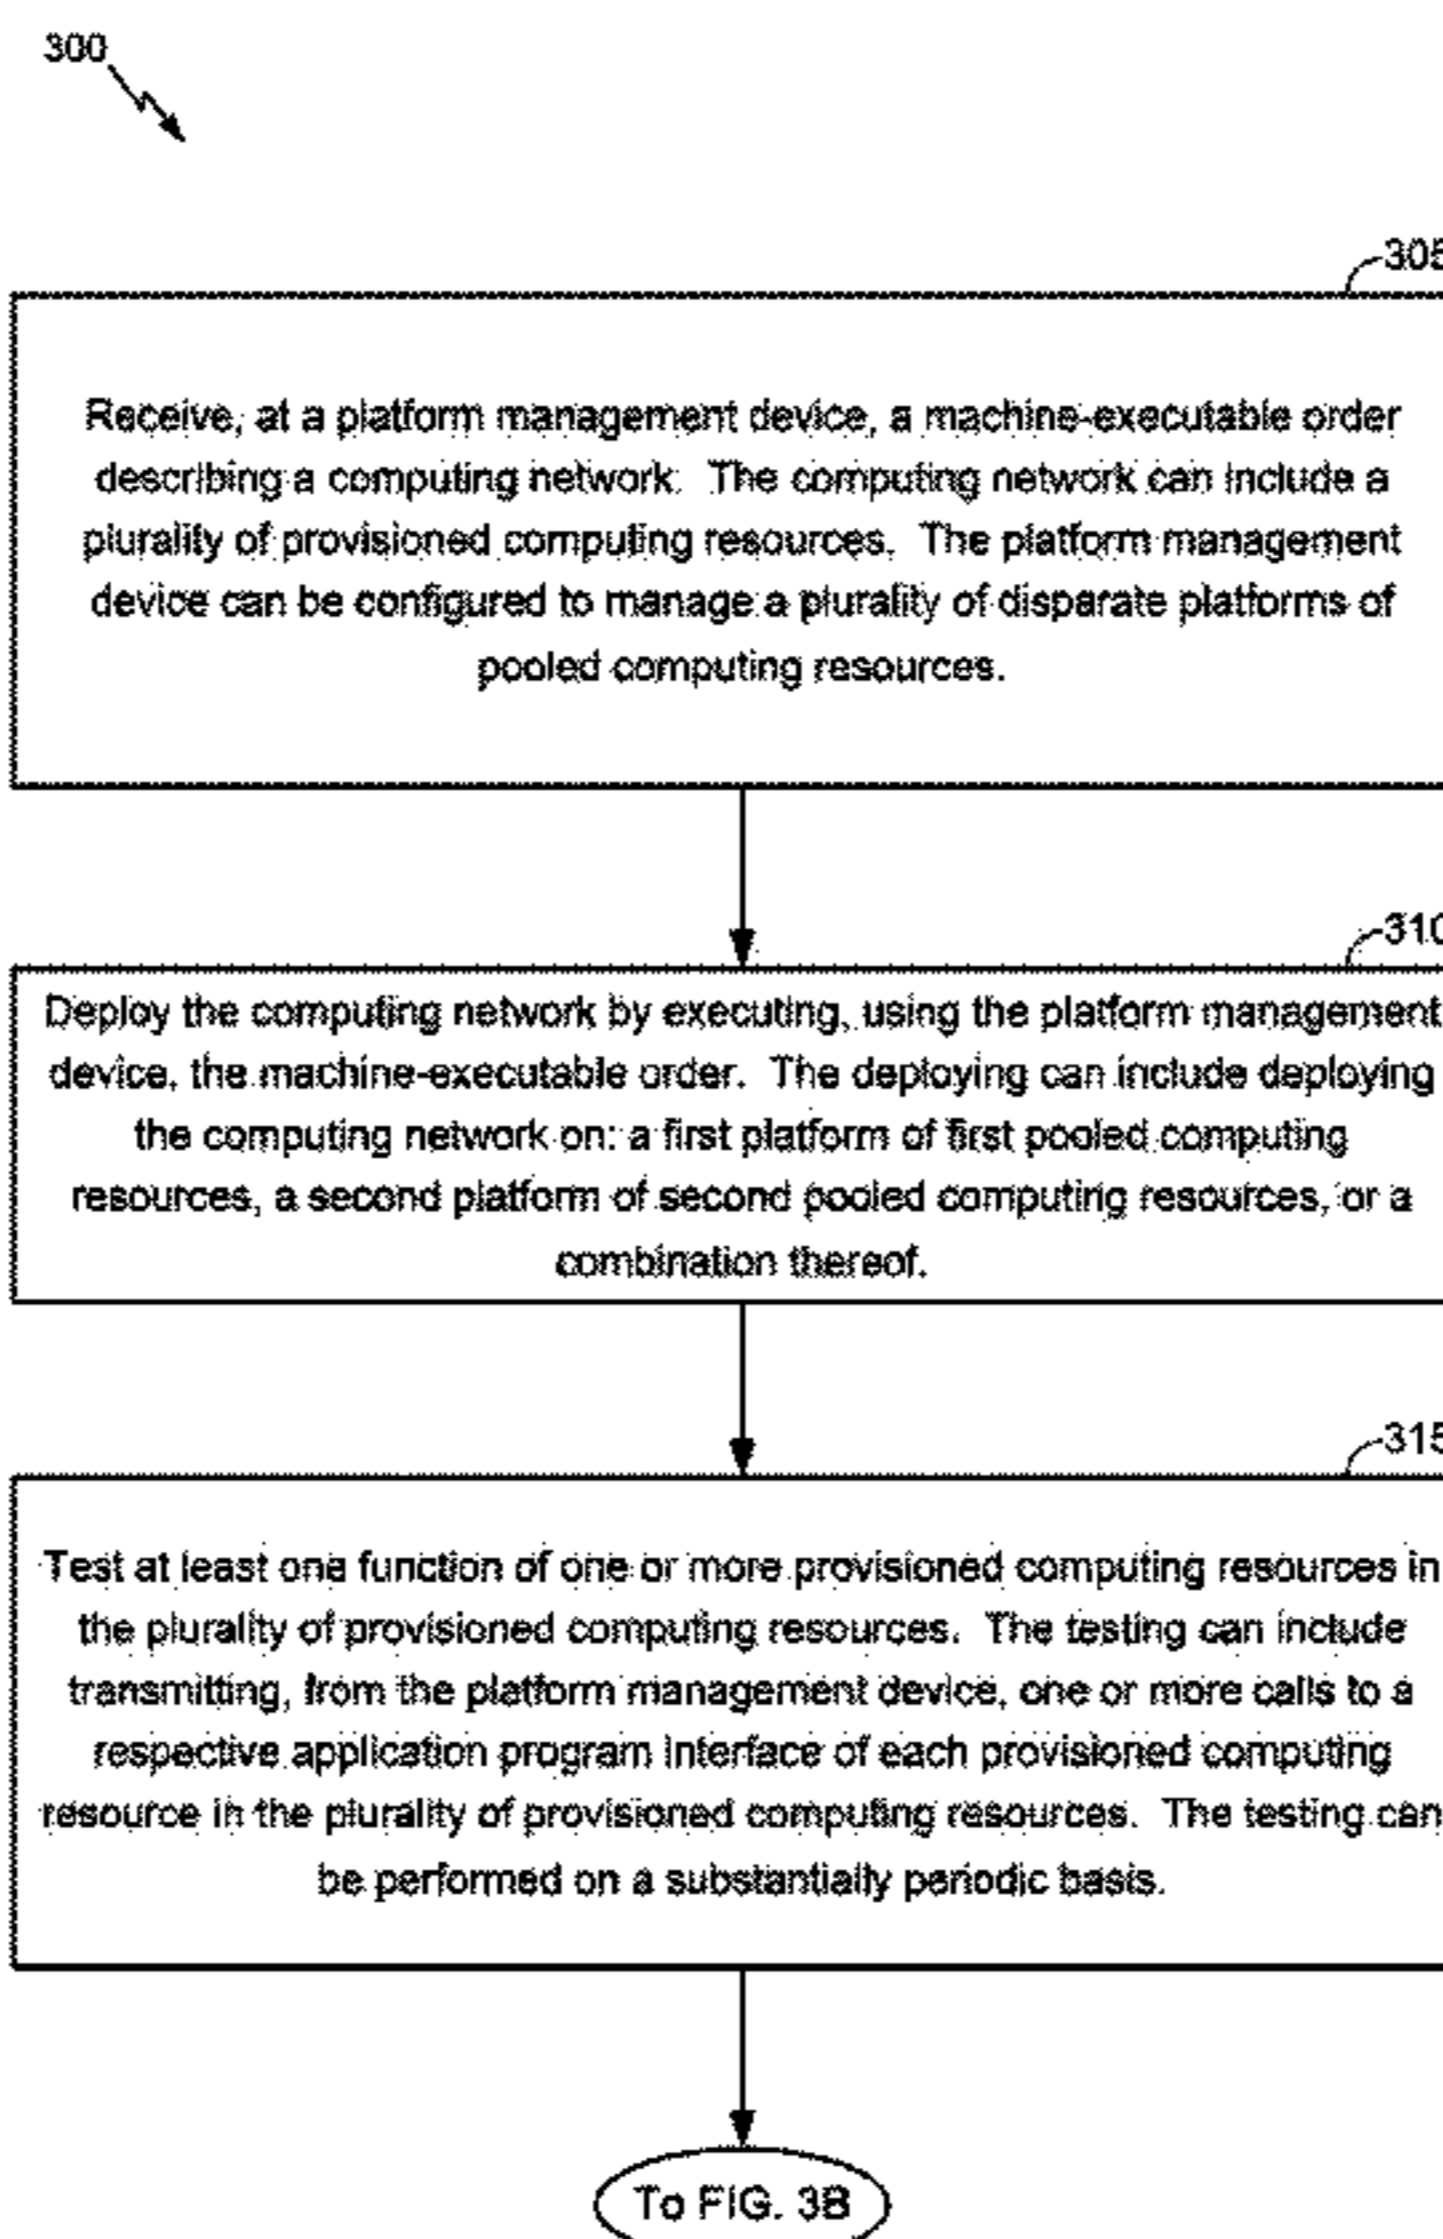 300
305
Receive, at a platform management device, a machine-executable order
describing a computing network. The computing network can include a
plurality of provisioned computing resources. The platform management
device can be configured to manage a plurality of disparate platforms of
pooled computing resources.
310
Deploy the computing network by executing, using the platform management
device, the machine-executable order. The deploying can include deploying
the computing network on: a first platform of first pooled computing
resources, a second platform of second pooled computing resources, or a
combination thereof.
315
Test at least one function of one or more provisioned computing resources in
the plurality of provisioned computing resources. The testing can include
transmitting, from the platform management device, one or more calls to a
respective application program interface of each provisioned computing
resource in the plurality of provisioned computing resources. The testing can
be performed on a substantially periodic basis.
To FIG. 3B